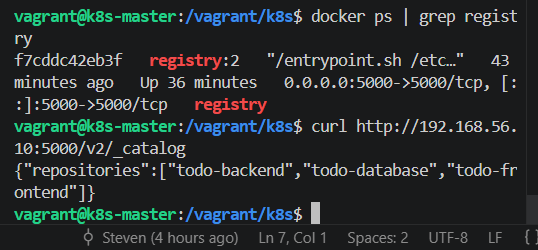 vagrant@k8s-master:/vagrant/k8s$ docker ps | grep regist
ry
f7cddc42eb3f   registry:2   "/entrypoint.sh /etc…"   43
minutes ago   Up 36 minutes   0.0.0.0:5000->5000/tcp, [:
:]:5000->5000/tcp   registry
vagrant@k8s-master:/vagrant/k8s$ curl http://192.168.56.
10:5000/v2/_catalog
{"repositories":["todo-backend","todo-database","todo-fr
ontend"]}
vagrant@k8s-master:/vagrant/k8s$
Steven (4 hours ago)   Ln 7, Col 1   Spaces: 2   UTF-8   LF   {